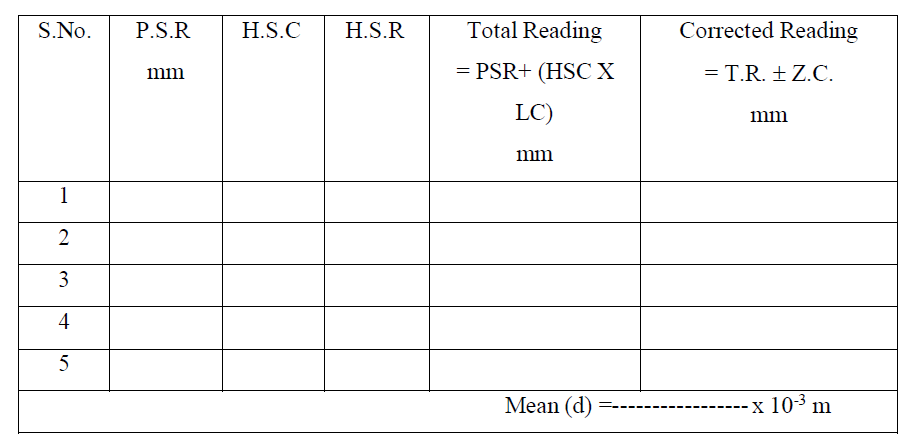 S.No. P.S.R H.S.C H.S.R Total Reading Corrected Reading
mm = PSR+ (HSC X = T.R. ± Z.C.
LC) mm
mm
1
2
3
4
5
Mean (d) =----------------- x 10⁻³ m